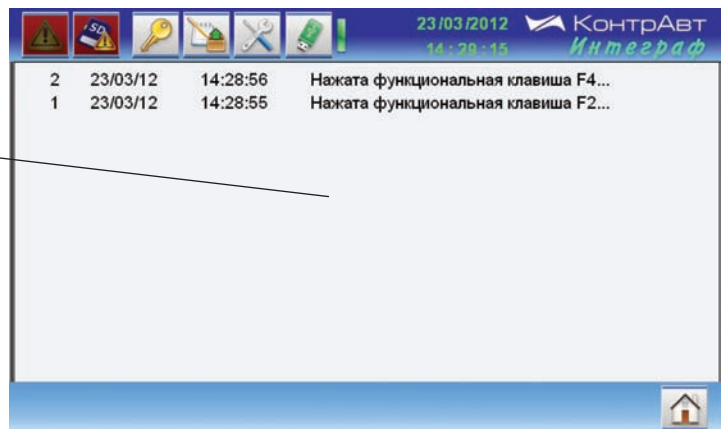 SD
23/03/2012
14:29:15
КонтрАвт
Интеграф
2 23/03/12 14:28:56 Нажата функциональная клавиша F4...
1 23/03/12 14:28:55 Нажата функциональная клавиша F2...